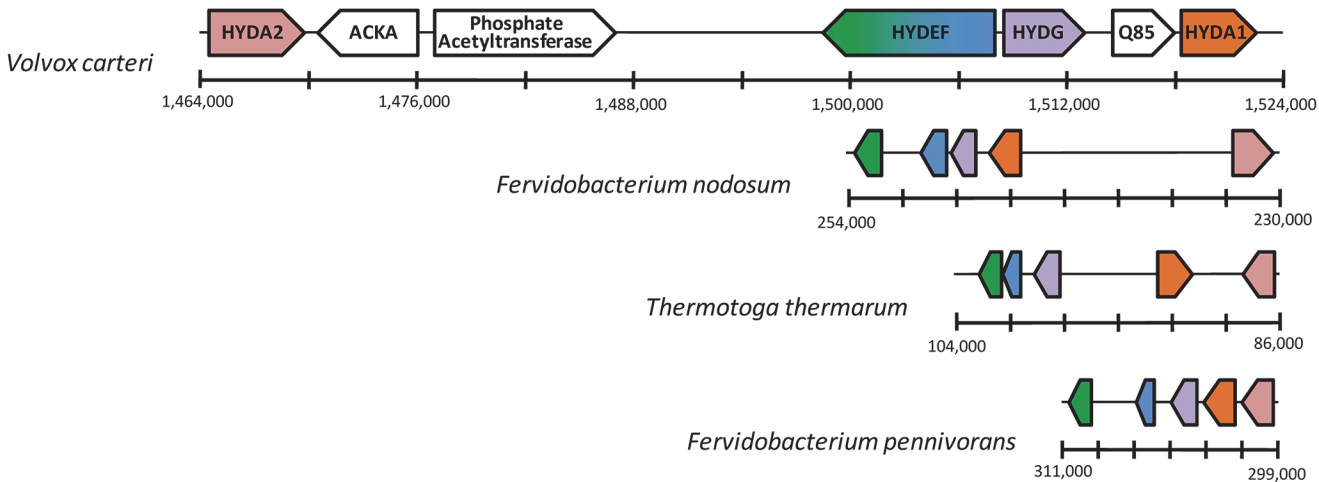 HYDA2
ACKA
Phosphate
Acetyltransferase
HYDEF
HYDG
Q85
HYDA1
Volvox carteri
1,464,000
1,476,000
1,488,000
1,500,000
1,512,000
1,524,000
Fervidobacterium nodosum
254,000
230,000
Thermotoga thermarum
104,000
86,000
Fervidobacterium pennivorans
311,000
299,000